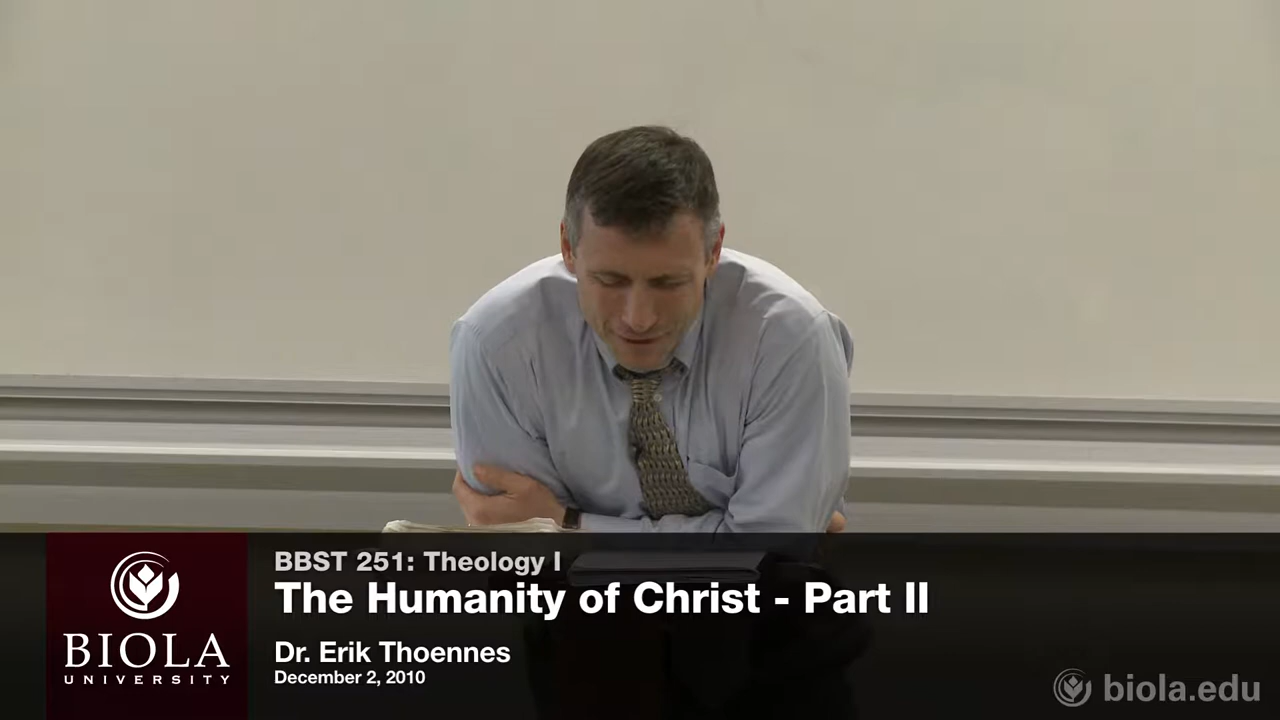 BBST 251: Theology I
The Humanity of Christ - Part II
Dr. Erik Thoennes
December 2, 2010
BIOLA
UNIVERSITY
biola.edu